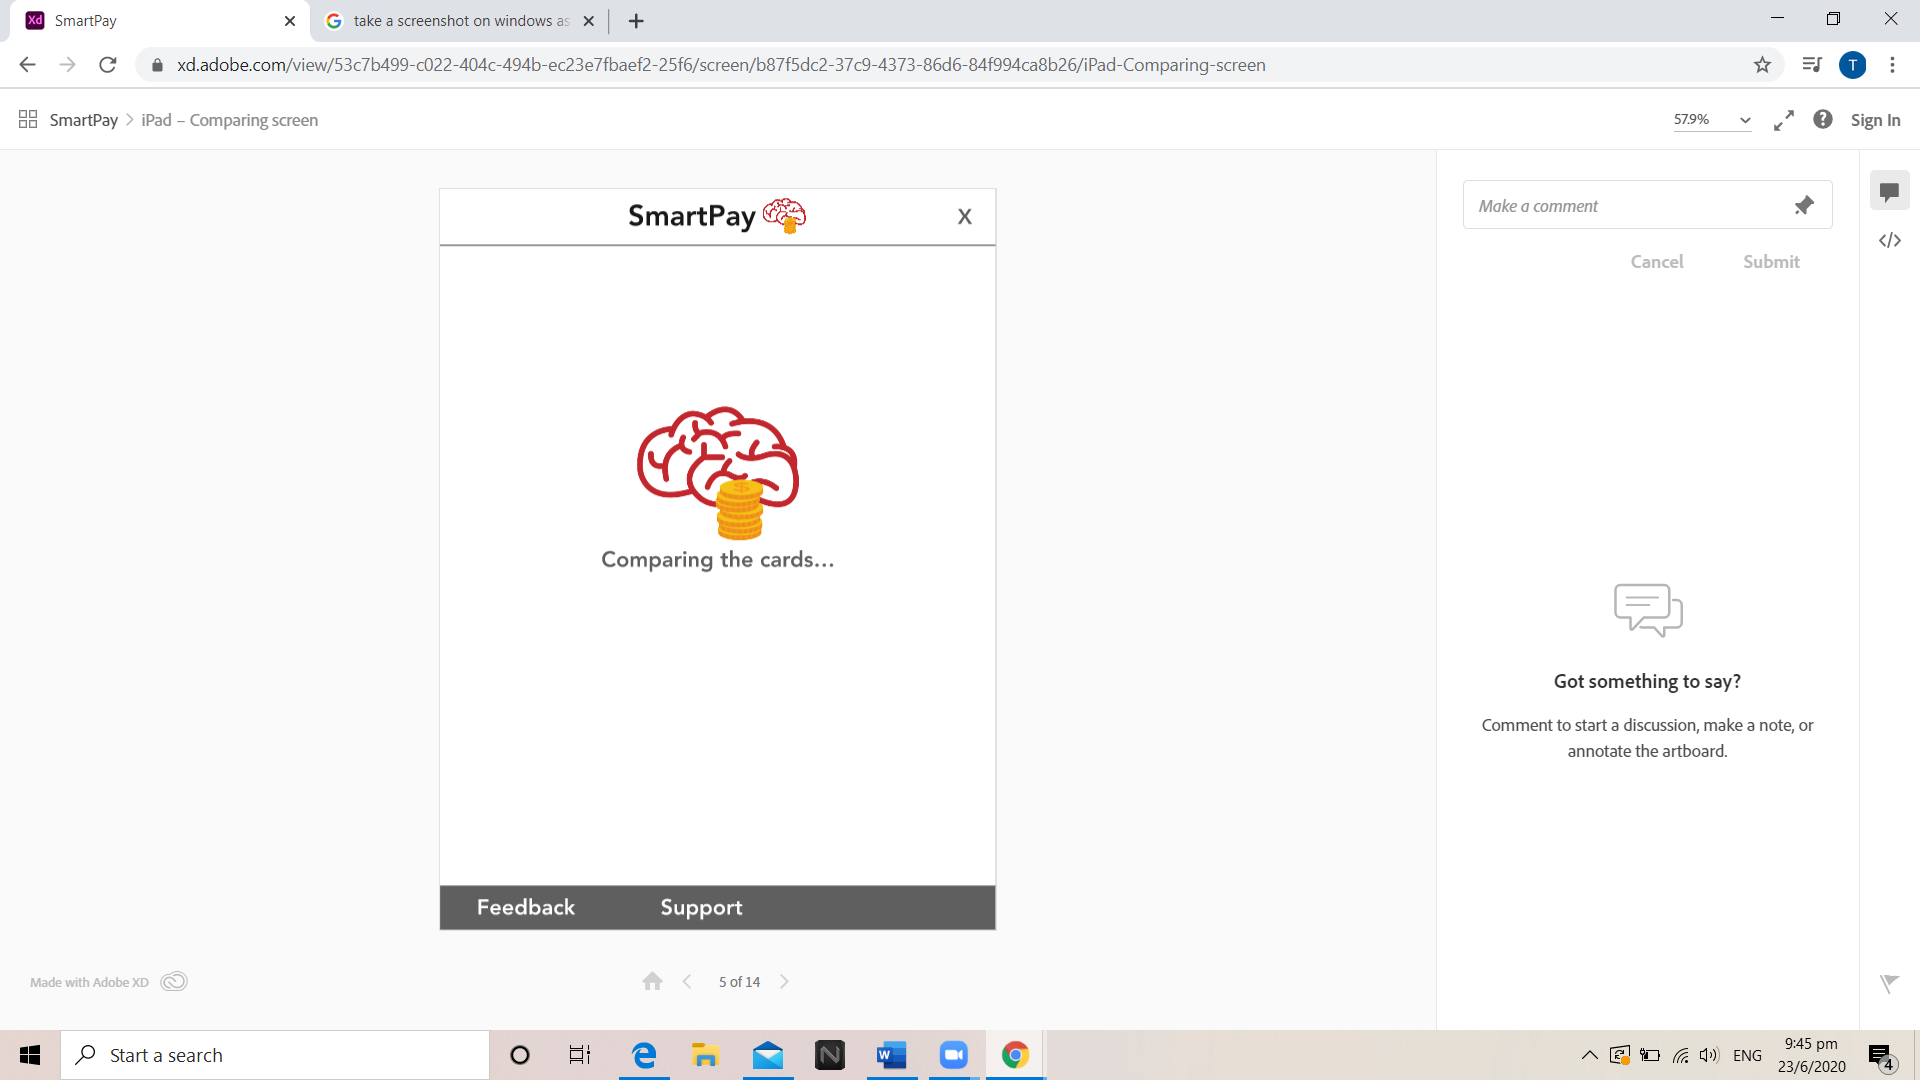 Xd SmartPay
take a screenshot on windows as
xd.adobe.com/view/53c7b499-c022-404c-494b-ec23e7fbaef2-25f6/screen/b87f5dc2-37c9-4373-86d6-84f994ca8b26/iPad-Comparing-screen
T
SmartPay > iPad – Comparing screen
57.9%
Sign In
SmartPay
X
Make a comment
Cancel Submit
Comparing the cards...
Got something to say?
Comment to start a discussion, make a note, or
annotate the artboard.
Feedback Support
Made with Adobe XD
5 of 14
Start a search
ENG
9:45 pm
23/6/2020
4